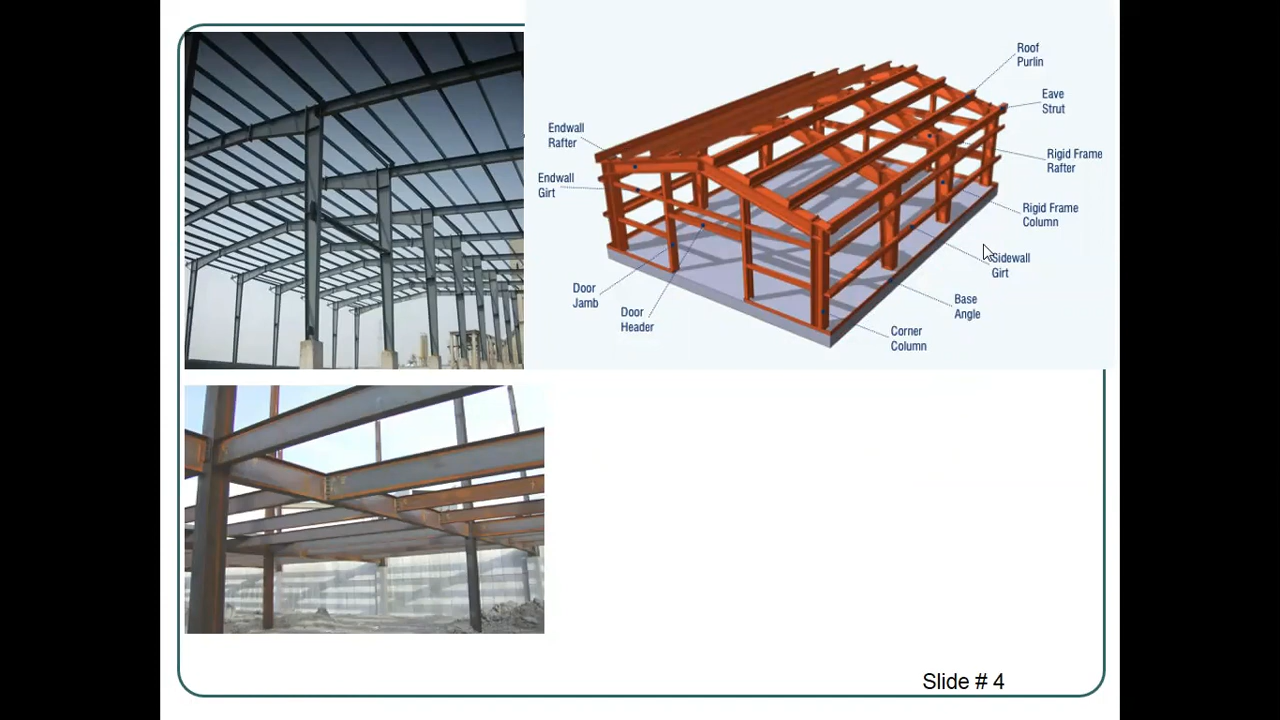 Roof
Purlin
Eave
Strut
Endwall
Rafter
Rigid Frame
Rafter
Endwall
Girt
Rigid Frame
Column
Sidewall
Girt
Door
Jamb
Base
Angle
Door
Header
Corner
Column
Slide # 4